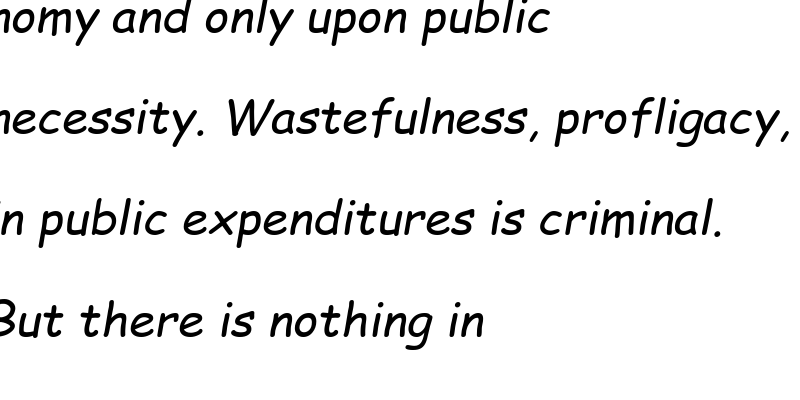 nomy and only upon public
necessity. Wastefulness, profligacy,
in public expenditures is criminal.
But there is nothing in